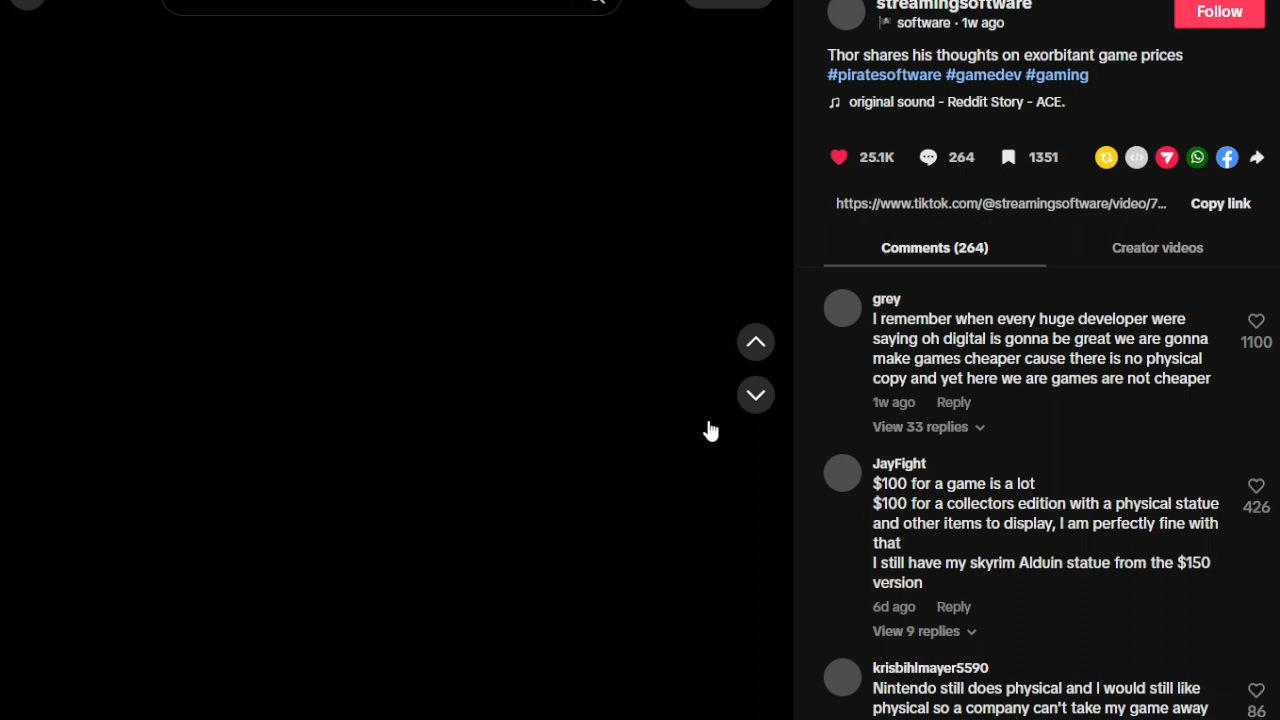 streamingsoftware
software · 1w ago
Follow
Thor shares his thoughts on exorbitant game prices
#piratesoftware #gamedev #gaming
original sound - Reddit Story - ACE.
25.1K 264 1351
https://www.tiktok.com/@streamingsoftware/video/7... Copy link
Comments (264) Creator videos
grey
I remember when every huge developer were
saying oh digital is gonna be great we are gonna
make games cheaper cause there is no physical
copy and yet here we are games are not cheaper
1100
1w ago Reply
View 33 replies
JayFight
$100 for a game is a lot
$100 for a collectors edition with a physical statue
and other items to display, I am perfectly fine with
that
I still have my skyrim Alduin statue from the $150
version
426
6d ago Reply
View 9 replies
krisbihlmayer5590
Nintendo still does physical and I would still like
physical so a company can't take my game away
86